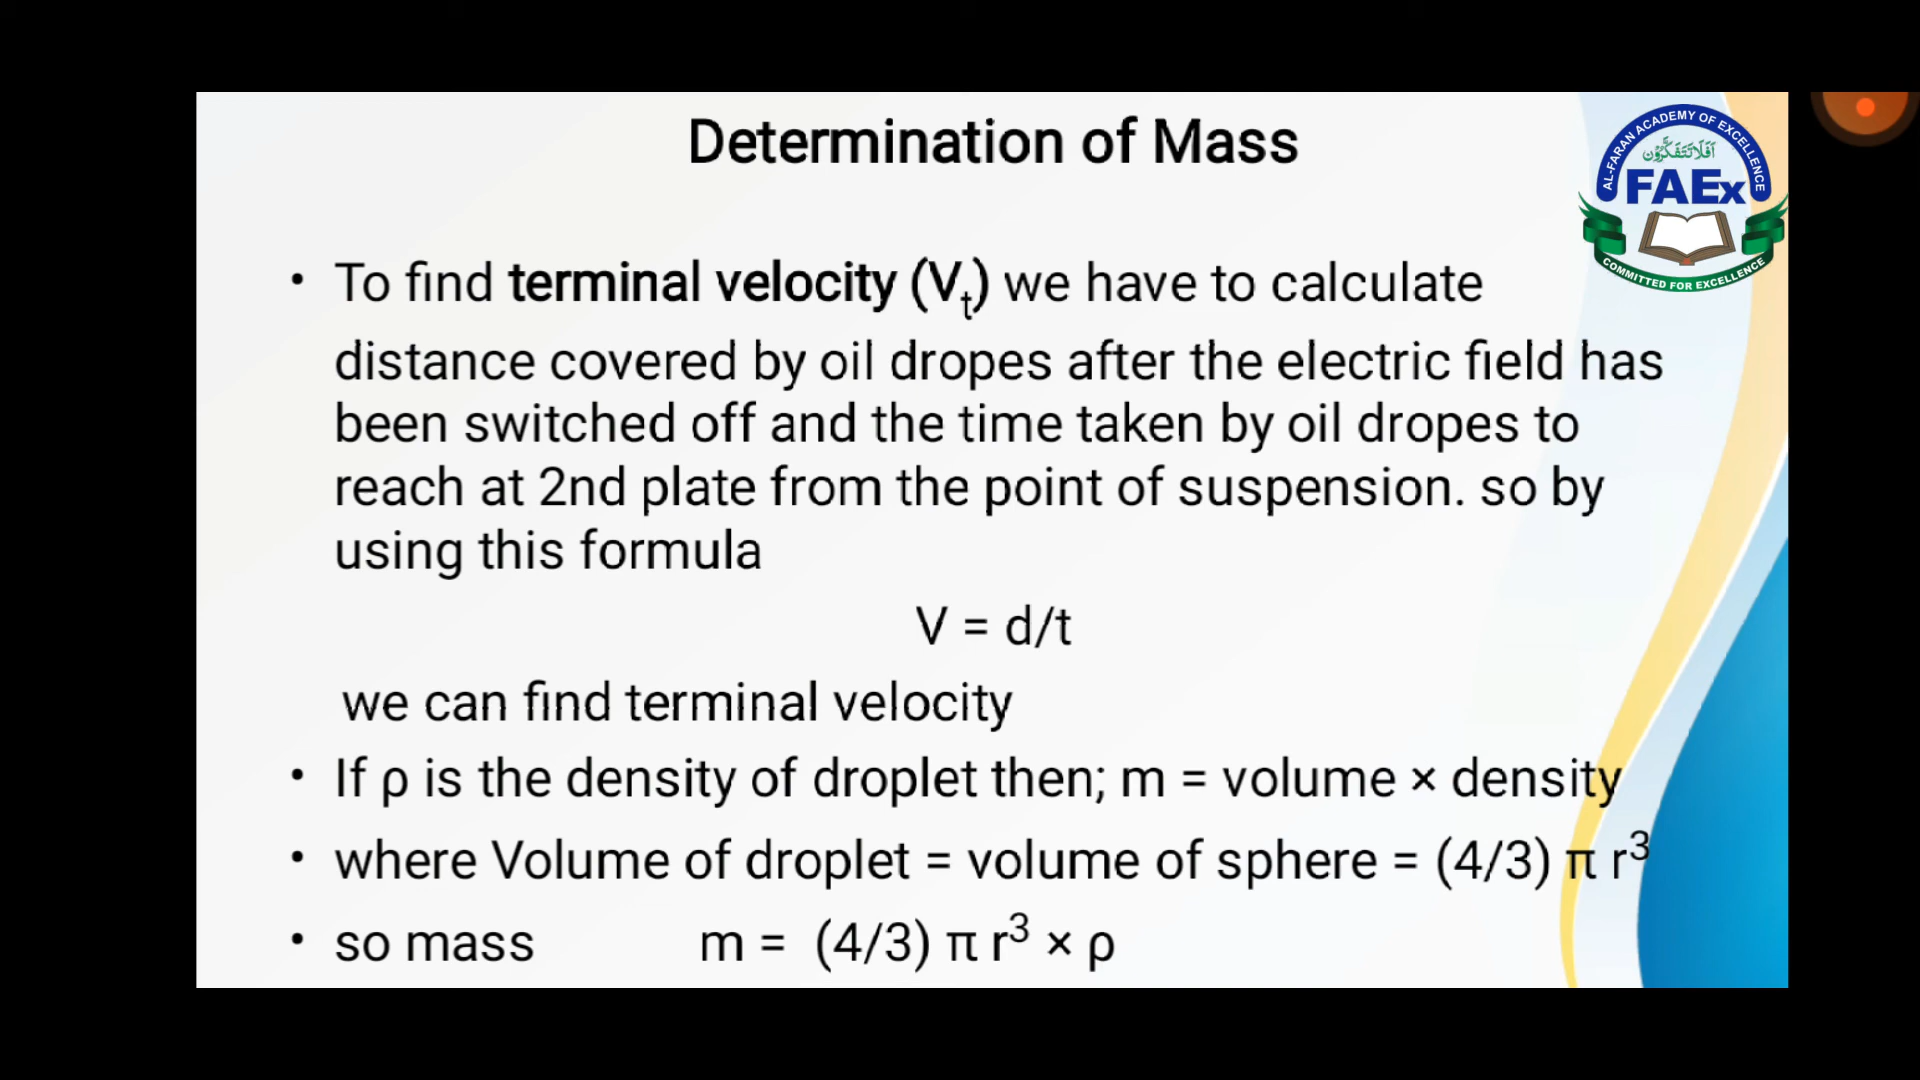 Determination of Mass
AL-FARAN ACADEMY OF EXCELLENCE
أفلا تتفكرون
FAEx
COMMITTED FOR EXCELLENCE
• To find terminal velocity (Vₜ) we have to calculate
distance covered by oil dropes after the electric field has
been switched off and the time taken by oil dropes to
reach at 2nd plate from the point of suspension. so by
using this formula
V = d/t
we can find terminal velocity
• If ρ is the density of droplet then; m = volume × density
• where Volume of droplet = volume of sphere = (4/3) π r³
• so mass m = (4/3) π r³ × ρ